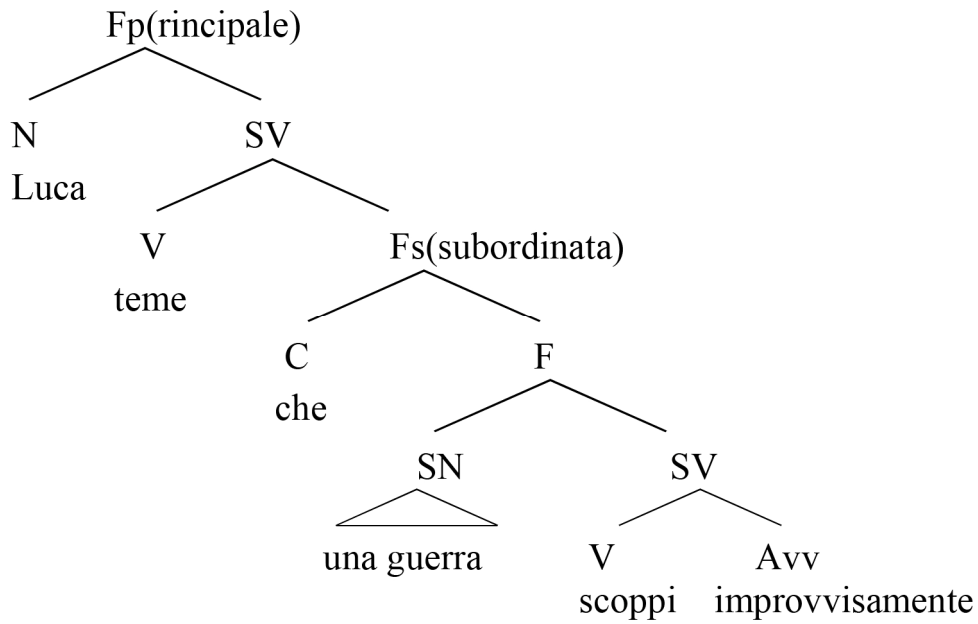 Fp(rincipale)
N SV
Luca
V Fs(subordinata)
teme
C F
che
SN SV
una guerra V Avv
scoppi improvvisamente